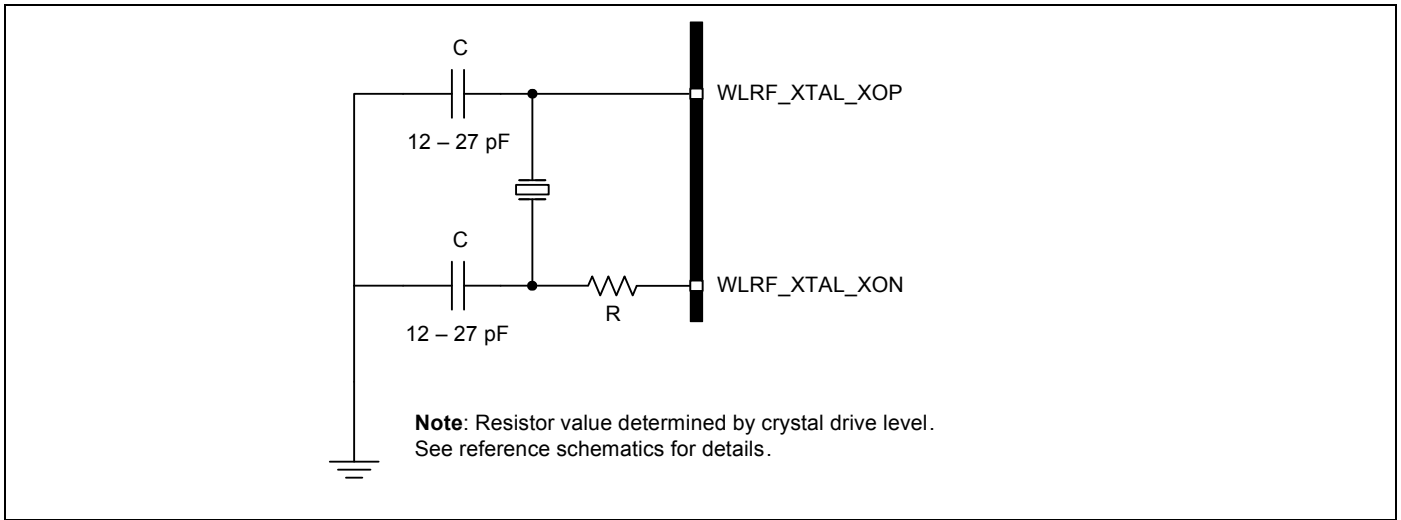 C
WLRF_XTAL_XOP
12 – 27 pF
C
WLRF_XTAL_XON
R
12 – 27 pF
Note: Resistor value determined by crystal drive level.
See reference schematics for details.